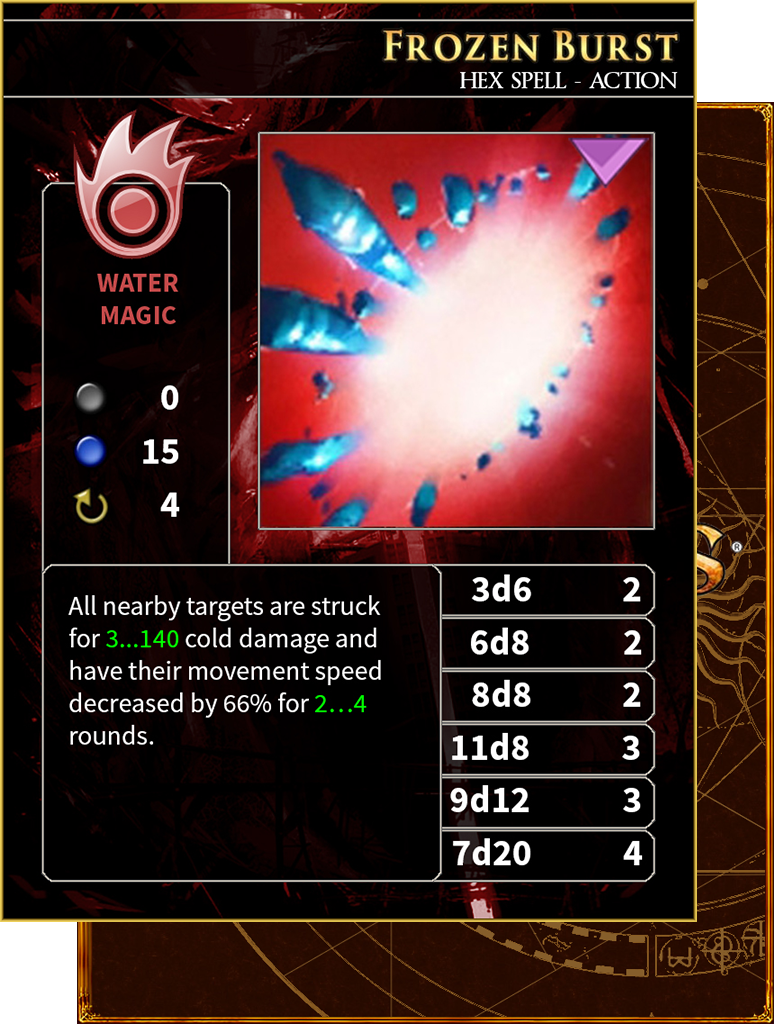 FROZEN BURST
HEX SPELL - ACTION
WATER
MAGIC
0
15
4
All nearby targets are struck
for 3...140 cold damage and
have their movement speed
decreased by 66% for 2...4
rounds.
3d6 2
6d8 2
8d8 2
11d8 3
9d12 3
7d20 4
S®